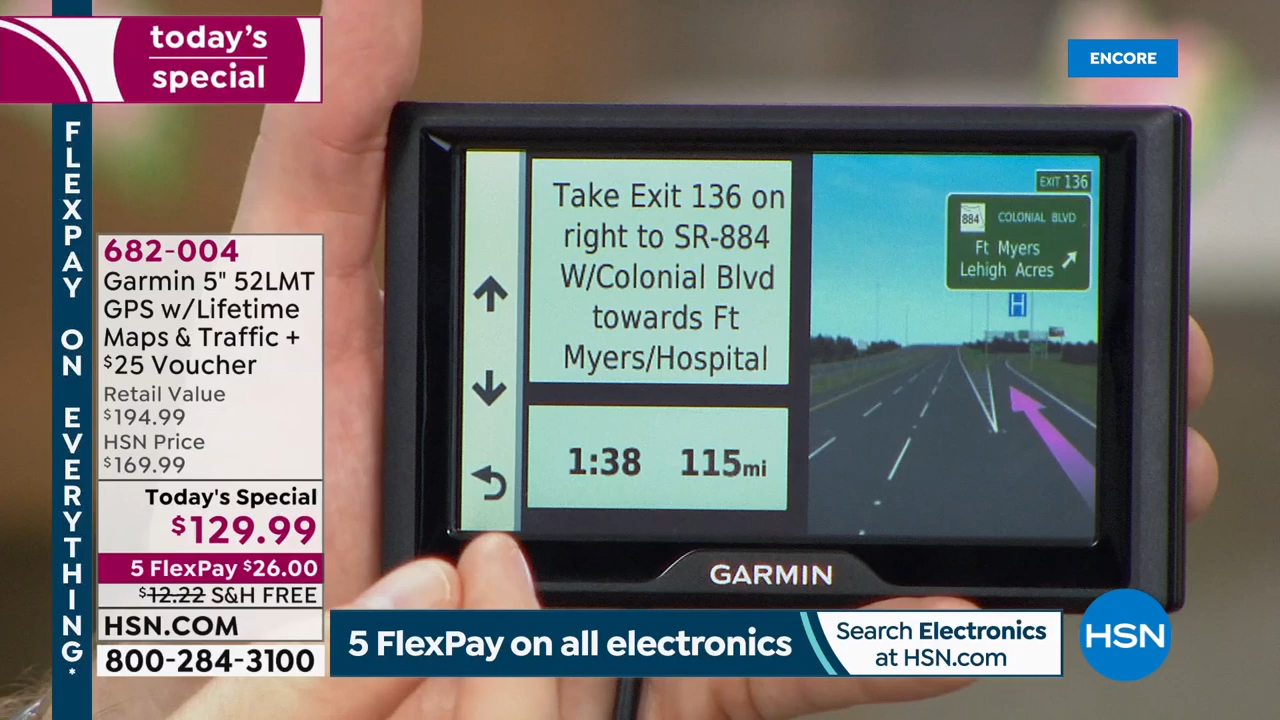 today's
special
ENCORE
FLEXPAY ON EVERYTHING*
682-004
Garmin 5" 52LMT
GPS w/Lifetime
Maps & Traffic +
$25 Voucher
Retail Value
$194.99
HSN Price
$169.99
Today's Special
$129.99
5 FlexPay $26.00
$12.22 S&H FREE
HSN.COM
800-284-3100
Take Exit 136 on
right to SR-884
W/Colonial Blvd
towards Ft
Myers/Hospital
1:38 115mi
EXIT 136
884 COLONIAL BLVD
Ft Myers
Lehigh Acres
H
GARMIN
5 FlexPay on all electronics
Search Electronics
at HSN.com
HSN